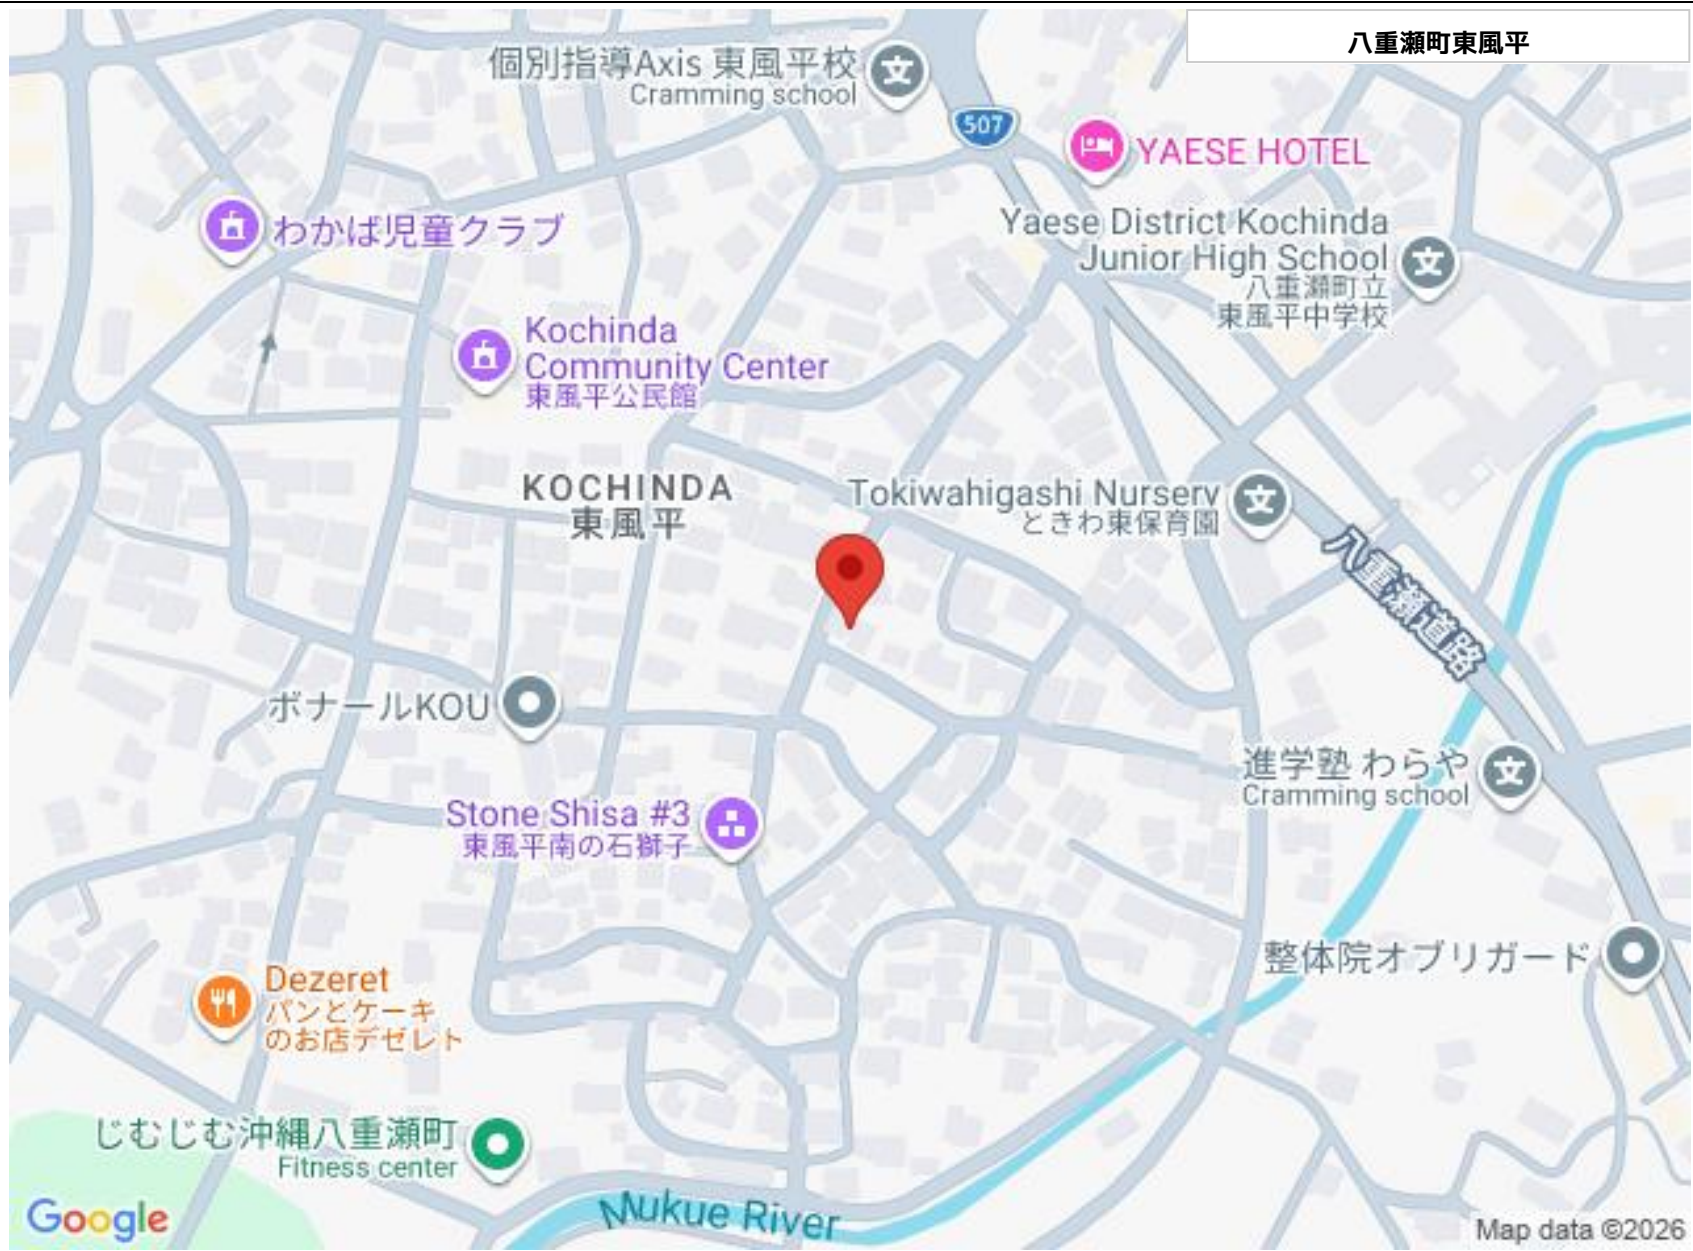 八重瀬町東風平
個別指導Axis 東風平校
Cramming school
507
YAESE HOTEL
わかば児童クラブ
Yaese District Kochinda
Junior High School
八重瀬町立
東風平中学校
Kochinda
Community Center
東風平公民館
KOCHINDA
東風平
Tokiwahigashi Nurserv
ときわ東保育園
八重瀬道路
ボナールKOU
進学塾 わらや
Cramming school
Stone Shisa #3
東風平南の石獅子
整体院オブリガード
Dezeret
パンとケーキ
のお店デゼレト
じむじむ沖縄八重瀬町
Fitness center
Mukue River
Google
Map data ©2026